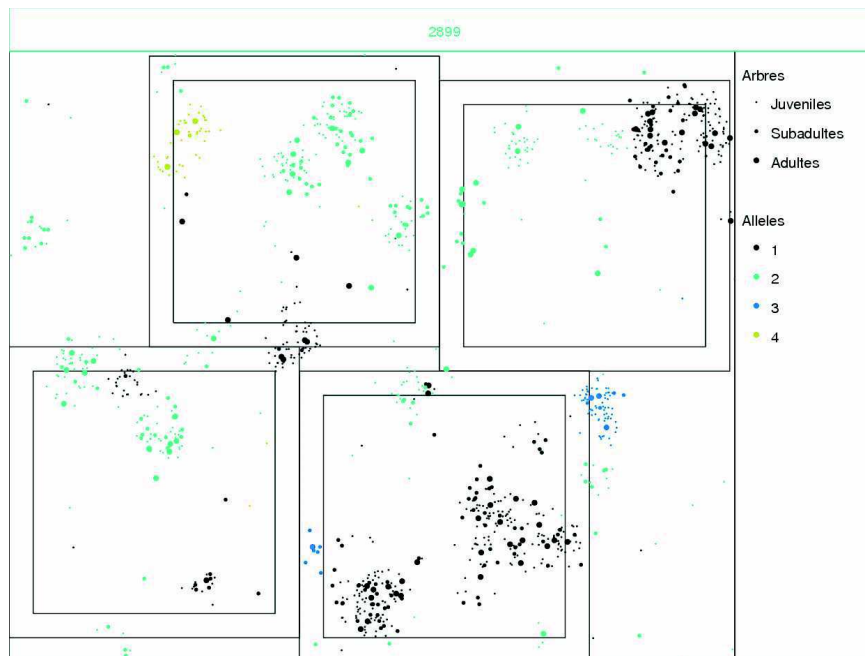 2899
Arbres
Juveniles
Subadultes
Adultes
Alleles
1
2
3
4